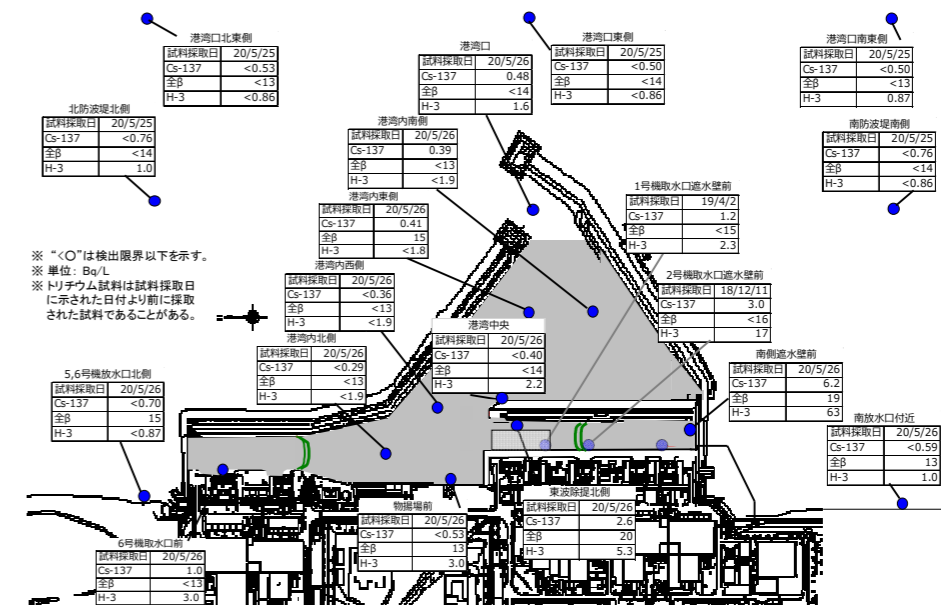 港湾口北東側
試料採取日 20/5/25
Cs-137 <0.53
全β <13
H-3 <0.86
港湾口東側
試料採取日 20/5/25
Cs-137 <0.50
全β <14
H-3 <0.86
港湾口南東側
試料採取日 20/5/25
Cs-137 <0.50
全β <13
H-3 0.87
港湾口
試料採取日 20/5/26
Cs-137 0.48
全β <14
H-3 1.6
北防波堤北側
試料採取日 20/5/25
Cs-137 <0.76
全β <14
H-3 1.0
港湾内南側
試料採取日 20/5/26
Cs-137 0.39
全β <13
H-3 <1.9
南防波堤南側
試料採取日 20/5/25
Cs-137 <0.76
全β <14
H-3 <0.86
港湾内東側
試料採取日 20/5/26
Cs-137 0.41
全β 15
H-3 <1.8
1号機取水口遮水壁前
試料採取日 19/4/2
Cs-137 1.2
全β <15
H-3 2.3
※ “<○”は検出限界以下を示す。
※ 単位： Bq/L
※ トリチウム試料は試料採取日
に示された日付より前に採取
された試料であることがある。
港湾内西側
試料採取日 20/5/26
Cs-137 <0.36
全β <13
H-3 <1.9
2号機取水口遮水壁前
試料採取日 18/12/11
Cs-137 3.0
全β <16
H-3 17
港湾中央
試料採取日 20/5/26
Cs-137 <0.40
全β <14
H-3 2.2
港湾内北側
試料採取日 20/5/26
Cs-137 <0.29
全β <13
H-3 <1.9
南側遮水壁前
試料採取日 20/5/26
Cs-137 6.2
全β 19
H-3 63
5,6号機放水口北側
試料採取日 20/5/26
Cs-137 <0.70
全β 15
H-3 <0.87
南放水口付近
試料採取日 20/5/26
Cs-137 <0.59
全β 13
H-3 1.0
物揚場前
試料採取日 20/5/26
Cs-137 <0.53
全β 13
H-3 3.0
東波除堤北側
試料採取日 20/5/26
Cs-137 2.6
全β 20
H-3 5.3
6号機取水口前
試料採取日 20/5/26
Cs-137 1.0
全β <13
H-3 3.0